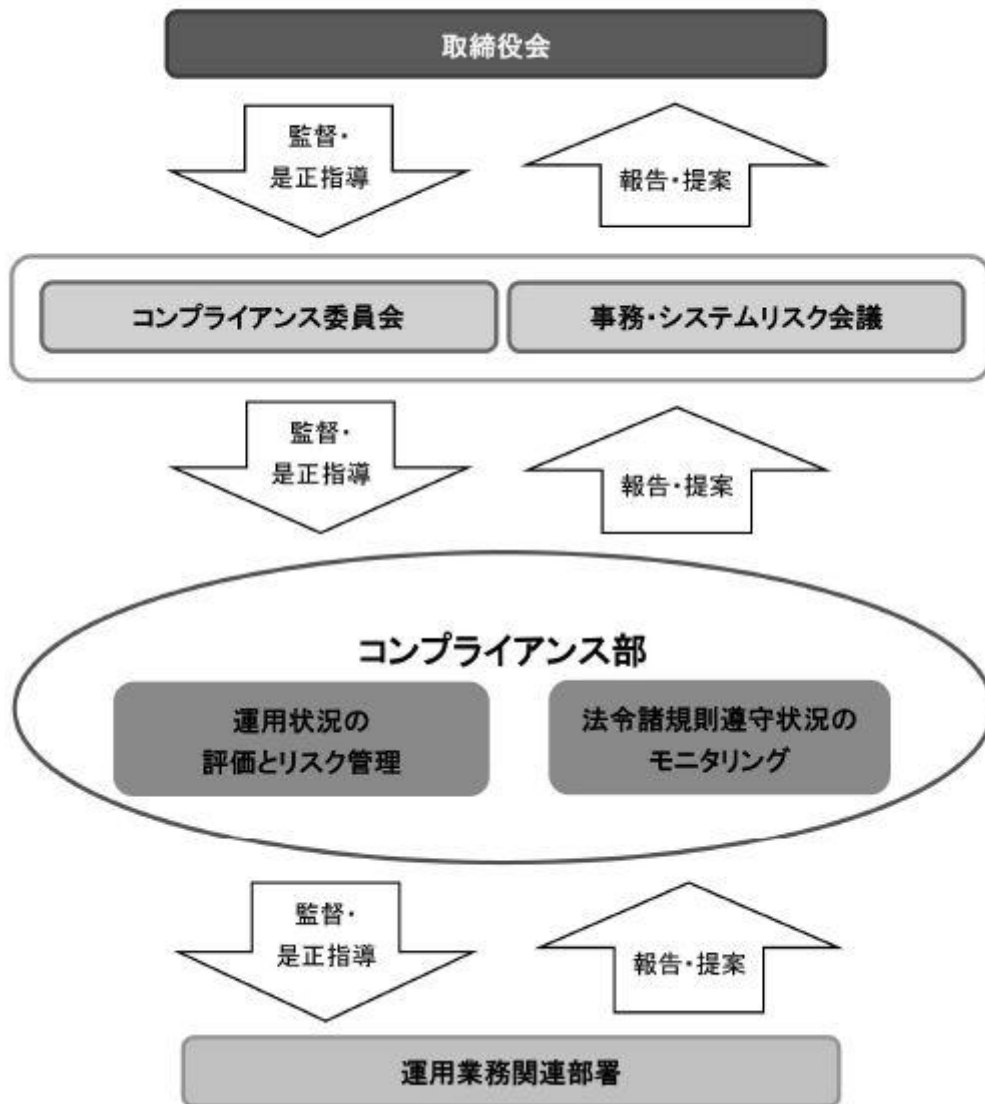 取締役会
監督・
是正指導
報告・提案
コンプライアンス委員会
事務・システムリスク会議
監督・
是正指導
報告・提案
コンプライアンス部
運用状況の
評価とリスク管理
法令諸規則遵守状況の
モニタリング
監督・
是正指導
報告・提案
運用業務関連部署